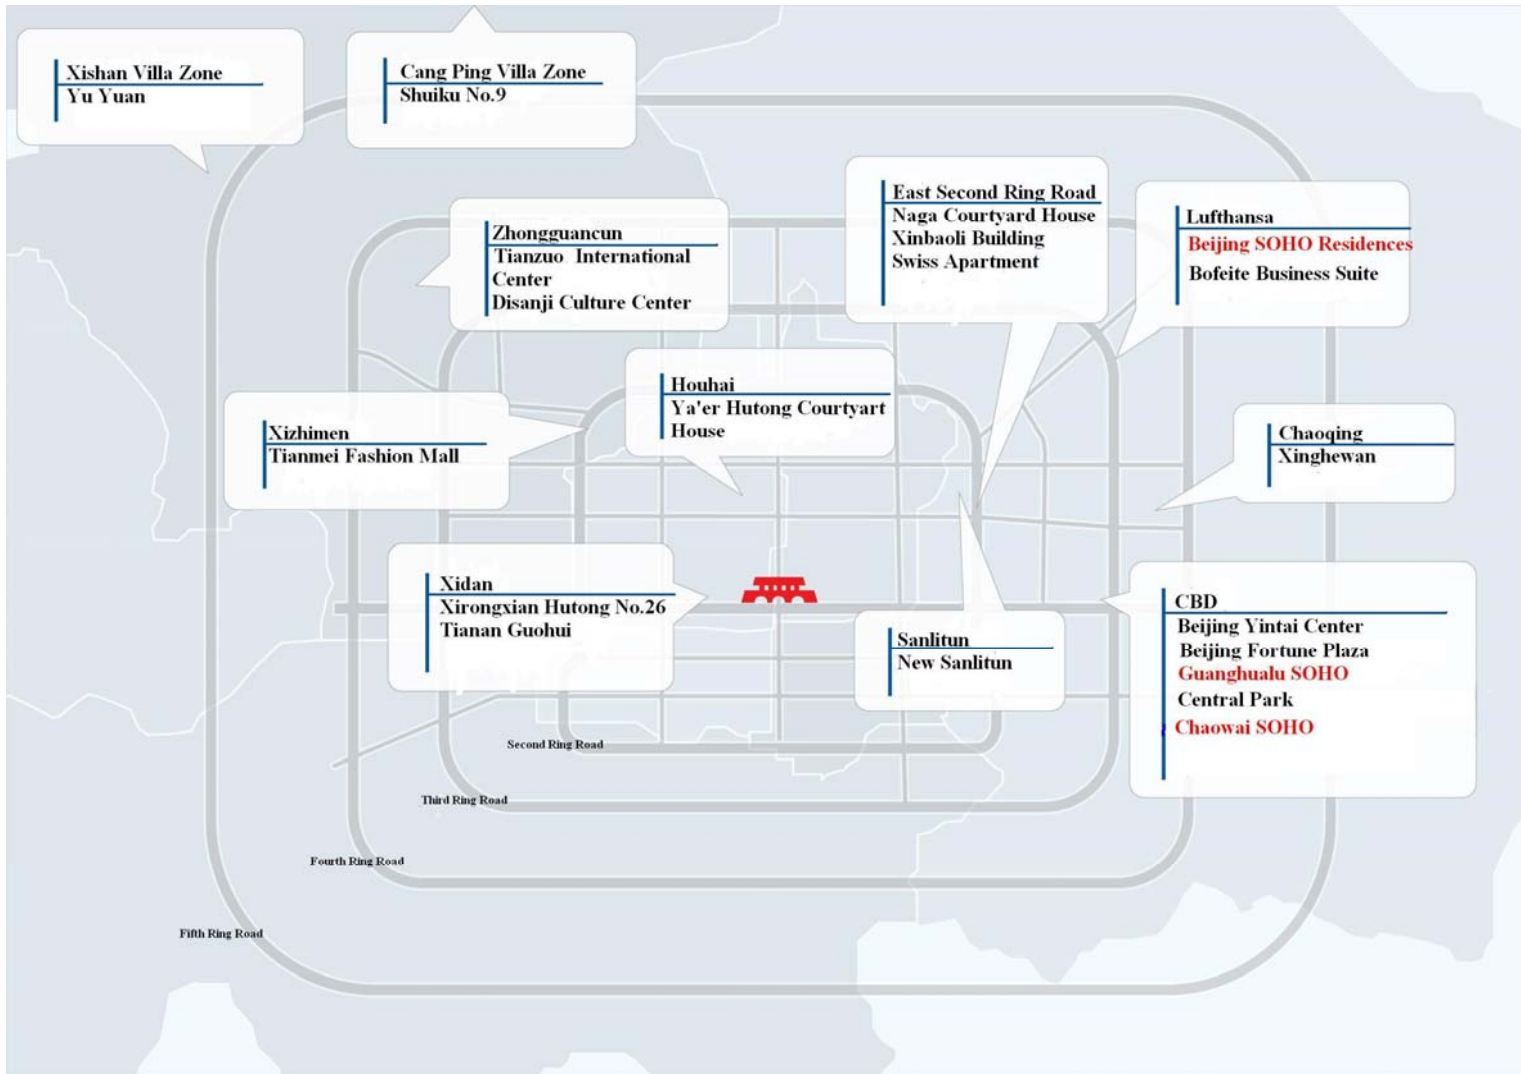 Xishan Villa Zone
Yu Yuan
Cang Ping Villa Zone
Shuiku No.9
East Second Ring Road
Naga Courtyard House
Xinbaoli Building
Swiss Apartment
Lufthansa
Beijing SOHO Residences
Bofeite Business Suite
Zhongguancun
Tianzuo International
Center
Disanji Culture Center
Houhai
Ya'er Hutong Courtyart
House
Xizhimen
Tianmei Fashion Mall
Chaoqing
Xinghewan
Xidan
Xirongxian Hutong No.26
Tianan Guohui
Sanlitun
New Sanlitun
CBD
Beijing Yintai Center
Beijing Fortune Plaza
Guanghualu SOHO
Central Park
Chaowai SOHO
Second Ring Road
Third Ring Road
Fourth Ring Road
Fifth Ring Road